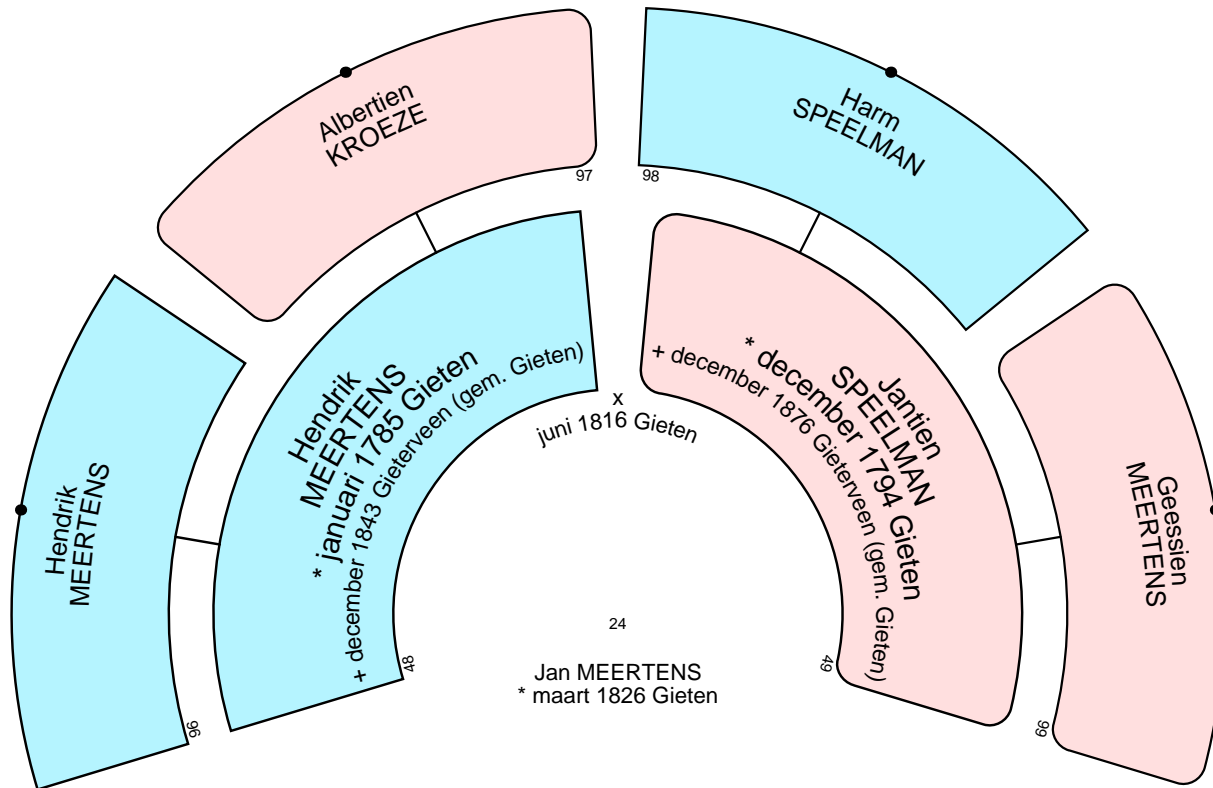 Albertien
KROEZE
97
Harm
SPEELMAN
98
Hendrik
MEERTENS
96
Hendrik
MEERTENS
* januari 1785 Gieten
+ december 1843 Gieterveen (gem. Gieten)
48
x
juni 1816 Gieten
Jantien
SPEELMAN
* december 1794 Gieten
+ december 1876 Gieterveen (gem. Gieten)
49
Geessien
MEERTENS
99
24
Jan MEERTENS
* maart 1826 Gieten